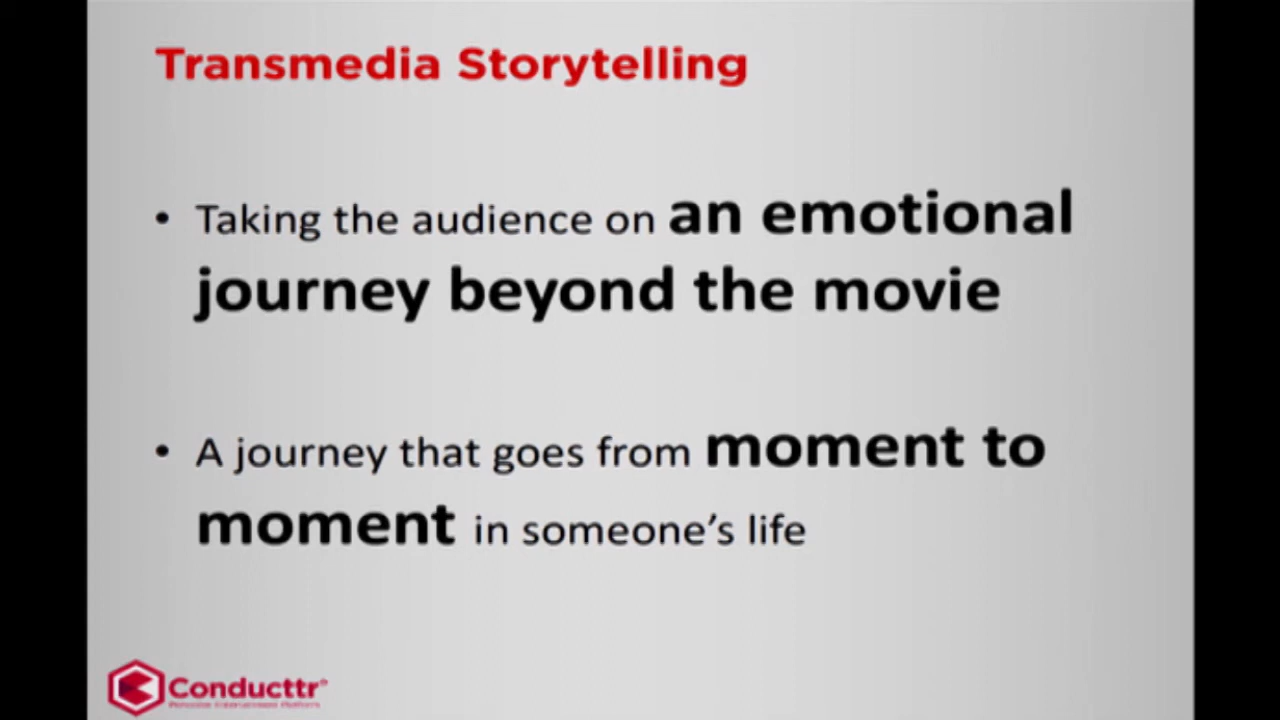 Transmedia Storytelling
• Taking the audience on an emotional
journey beyond the movie
• A journey that goes from moment to
moment in someone’s life
Conducttr®